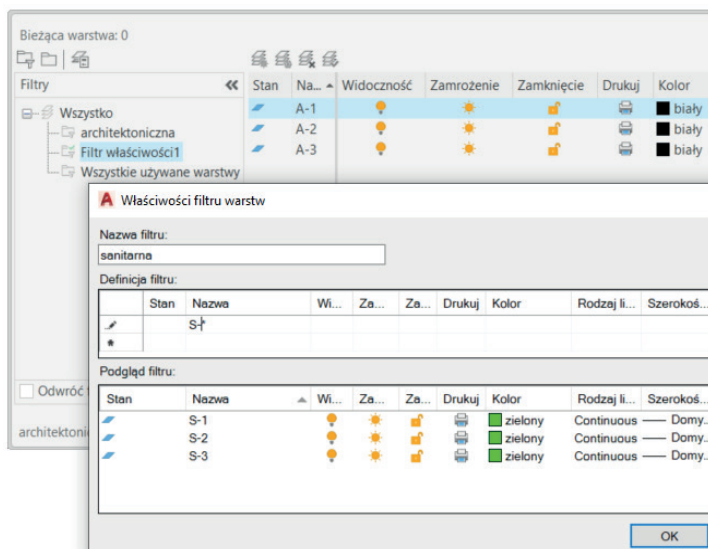 Bieżąca warstwa: 0
Filtry Stan Na... Widoczność Zamrożenie Zamknięcie Drukuj Kolor
Wszystko A-1 biały
architektoniczna A-2 biały
Filtr właściwości1 A-3 biały
Wszystkie używane warstwy
A Właściwości filtru warstw
Nazwa filtru:
sanitarna
Definicja filtru:
Stan Nazwa Wi... Za... Za... Drukuj Kolor Rodzaj li... Szerokoś...
S-*
*
Podgląd filtru:
Stan Nazwa Wi... Za... Za... Drukuj Kolor Rodzaj li... Szerokoś...
S-1 zielony Continuous Domy...
S-2 zielony Continuous Domy...
S-3 zielony Continuous Domy...
Odwróć
architektoni
OK